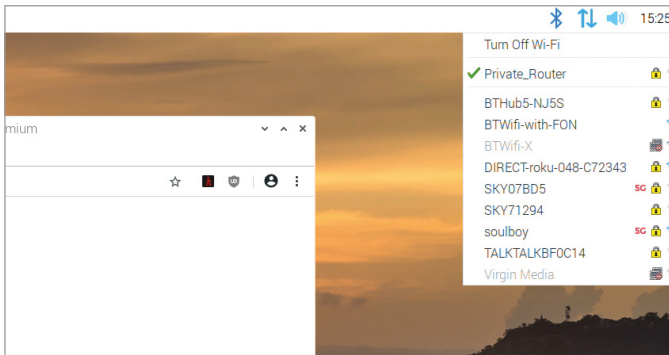 15:25
Turn Off Wi-Fi
Private_Router
BTHub5-NJ5S
BTWifi-with-FON
BTWifi-X
DIRECT-roku-048-C72343
SKY07BD5 5G
SKY71294
soulboy 5G
TALKTALKBF0C14
Virgin Media
mium